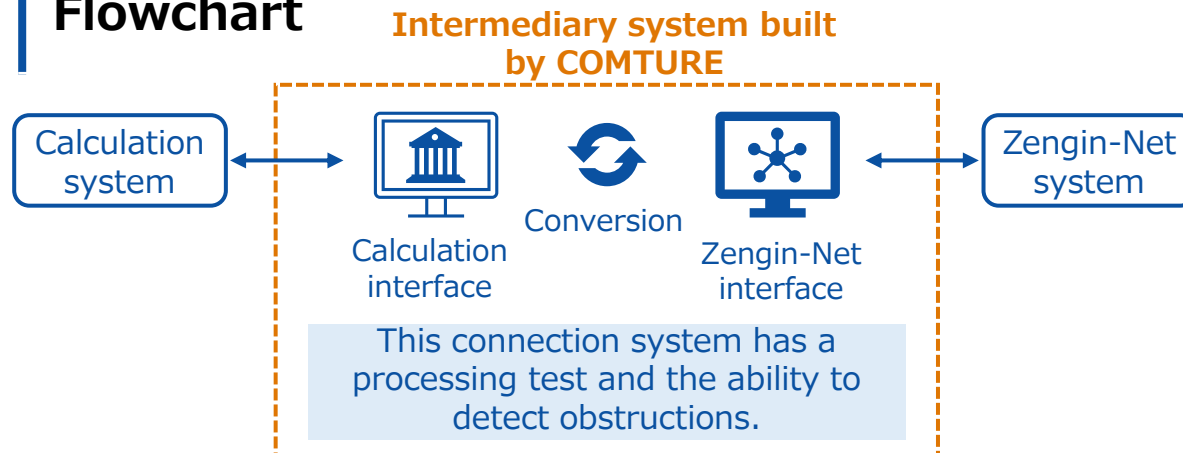 Flowchart
Intermediary system built
by COMTURE
Calculation
system
Zengin-Net
system
Conversion
Calculation
interface
Zengin-Net
interface
This connection system has a
processing test and the ability to
detect obstructions.